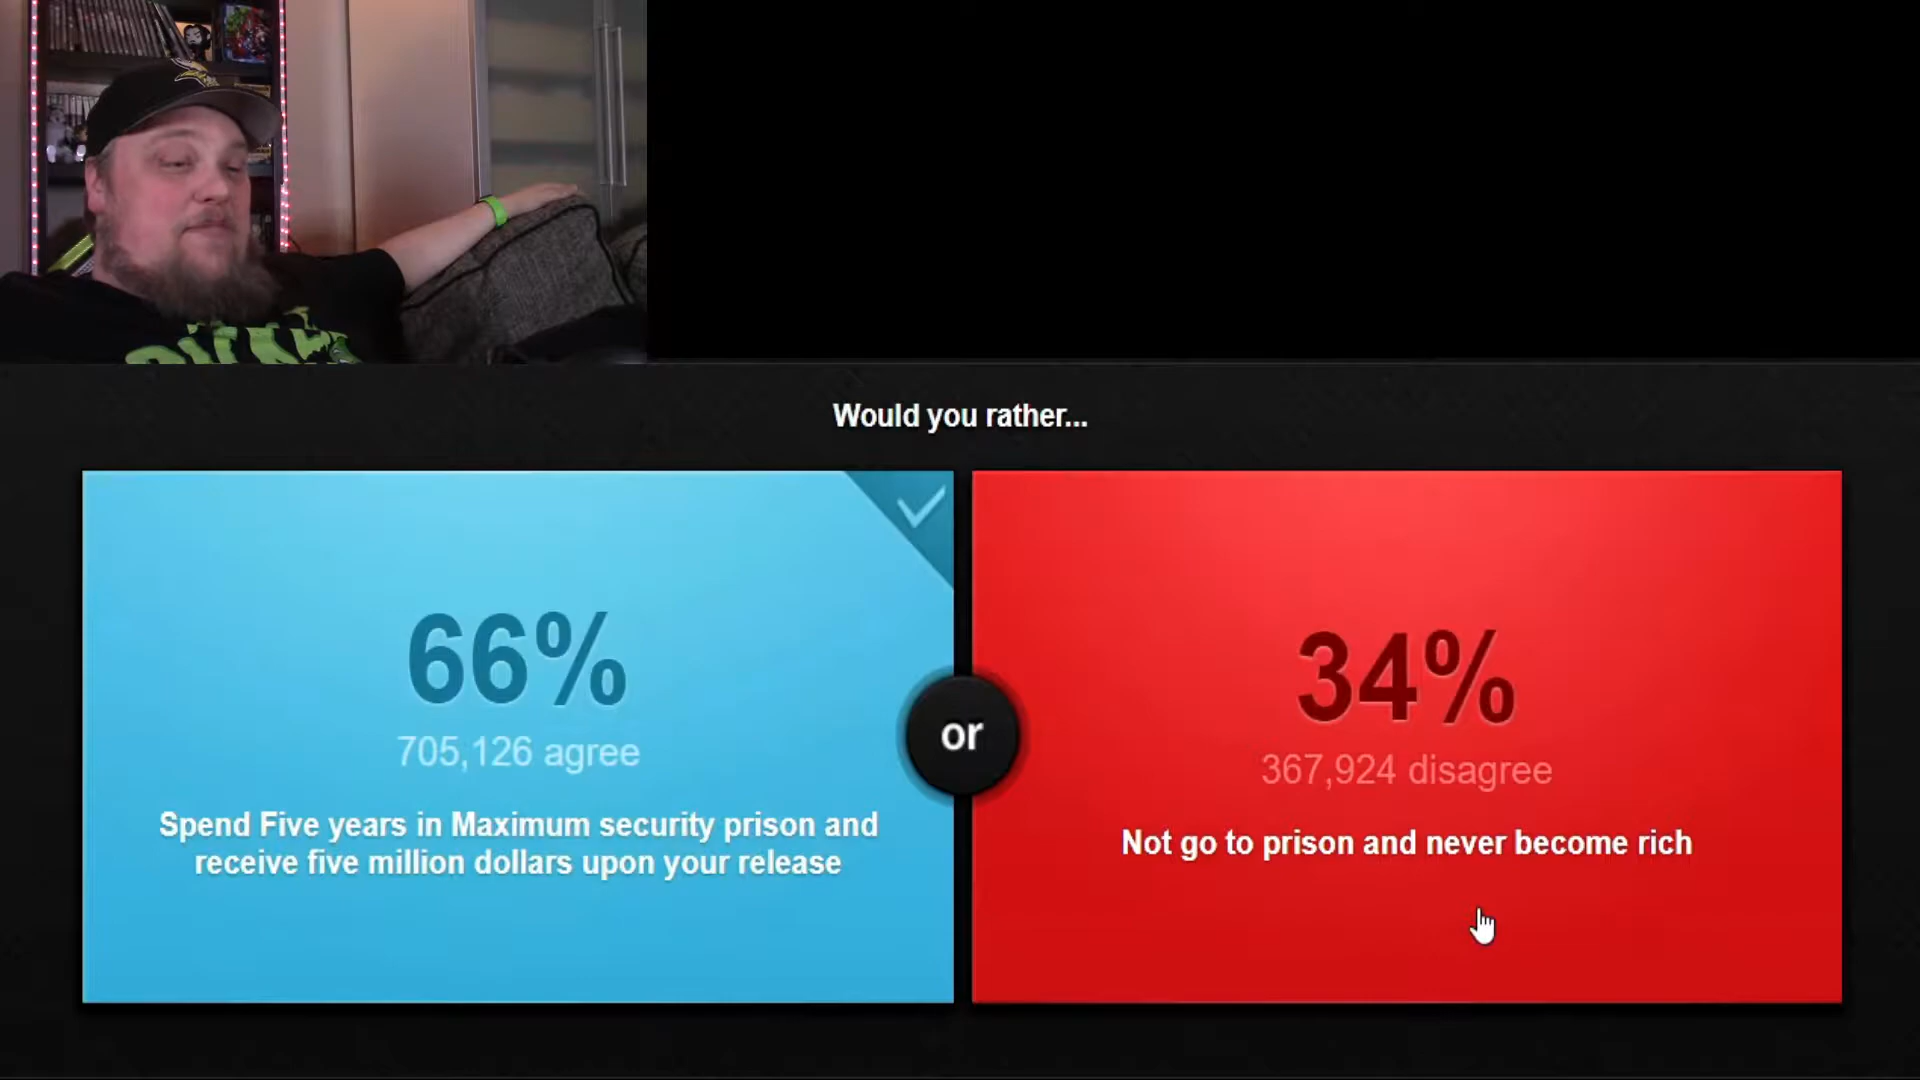 Would you rather...
66%
705,126 agree
Spend Five years in Maximum security prison and
receive five million dollars upon your release
or
34%
367,924 disagree
Not go to prison and never become rich